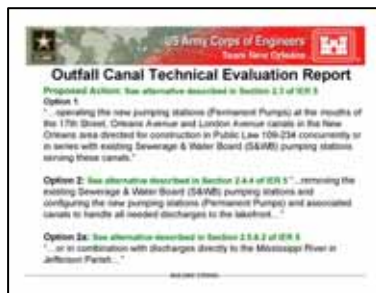 US Army Corps of Engineers
Team New Orleans
Outfall Canal Technical Evaluation Report
Proposed Action: See alternative described in Section 2.3 of IER 5
Option 1:
"...operating the new pumping stations (Permanent Pumps) at the mouths of
the 17th Street, Orleans Avenue and London Avenue canals in the New
Orleans area directed for construction in Public Law 109-234 concurrently or
in series with existing Sewerage & Water Board (S&WB) pumping stations
serving these canals."
Option 2: See alternative described in Section 2.4.4 of IER 5 "...removing the
existing Sewerage & Water Board (S&WB) pumping stations and
configuring the new pumping stations (Permanent Pumps) and associated
canals to handle all needed discharges to the lakefront..."
Option 2a: See alternative described in Section 2.5.6.2 of IER 5
"...or in combination with discharges directly to the Mississippi River in
Jefferson Parish..."